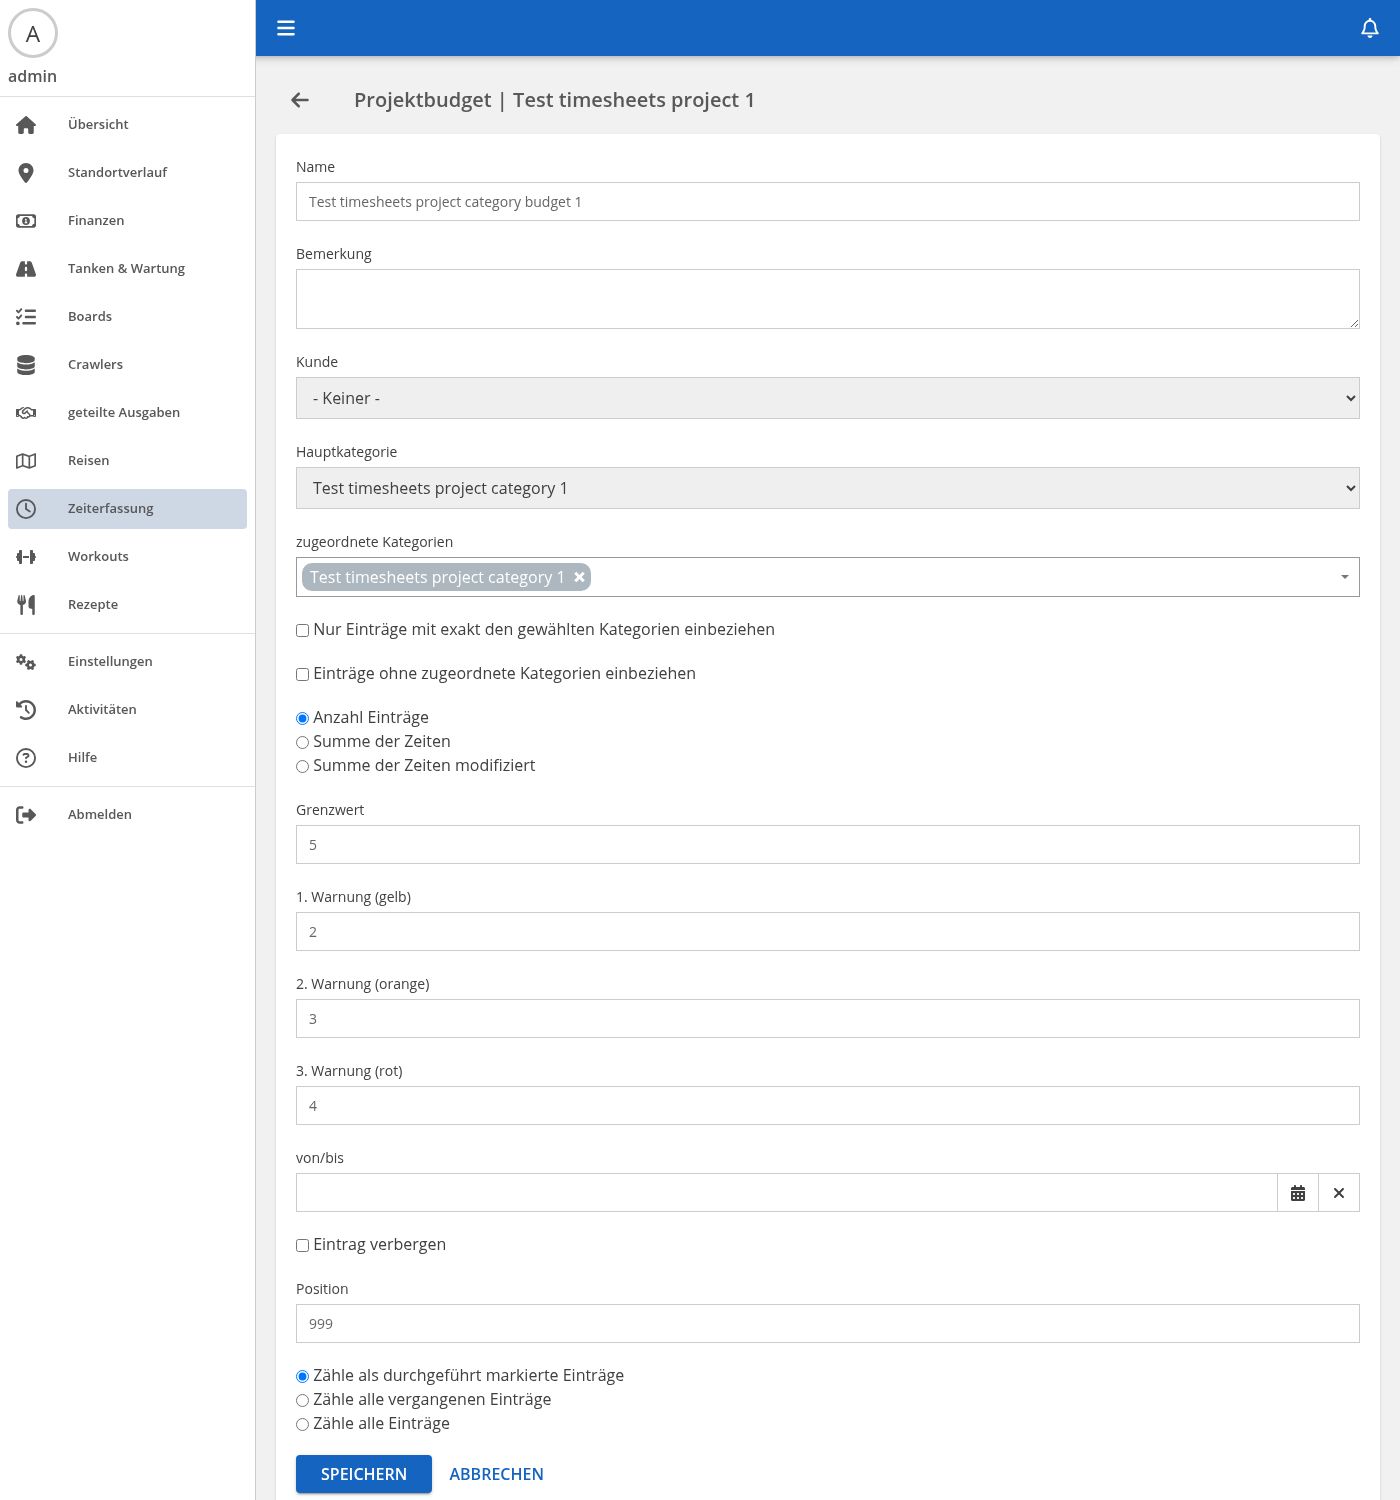 A
admin
Übersicht
Standortverlauf
Finanzen
Tanken & Wartung
Boards
Crawlers
geteilte Ausgaben
Reisen
Zeiterfassung
Workouts
Rezepte
Einstellungen
Aktivitäten
Hilfe
Abmelden
Projektbudget | Test timesheets project 1
Name
Test timesheets project category budget 1
Bemerkung
Kunde
- Keiner -
Hauptkategorie
Test timesheets project category 1
zugeordnete Kategorien
Test timesheets project category 1
Nur Einträge mit exakt den gewählten Kategorien einbeziehen
Einträge ohne zugeordnete Kategorien einbeziehen
Anzahl Einträge
Summe der Zeiten
Summe der Zeiten modifiziert
Grenzwert
5
1. Warnung (gelb)
2
2. Warnung (orange)
3
3. Warnung (rot)
4
von/bis
Eintrag verbergen
Position
999
Zähle als durchgeführt markierte Einträge
Zähle alle vergangenen Einträge
Zähle alle Einträge
SPEICHERN ABBRECHEN